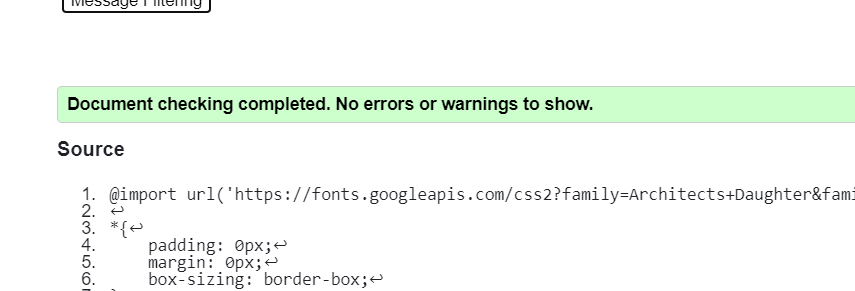 Message Filtering
Document checking completed. No errors or warnings to show.
Source
1. @import url('https://fonts.googleapis.com/css2?family=Architects+Daughter&fami
2. ↩
3. *{↩
4. padding: 0px;↩
5. margin: 0px;↩
6. box-sizing: border-box;↩